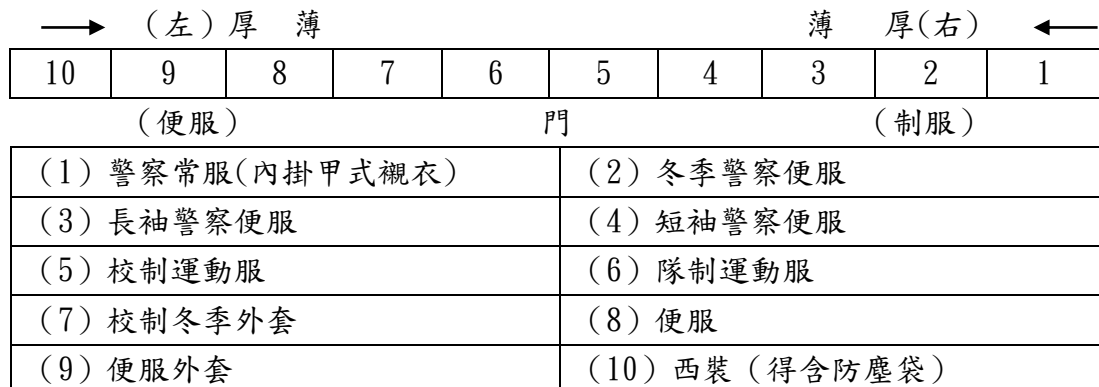 → （左）厚 薄 薄 厚(右) ←
10 9 8 7 6 5 4 3 2 1
（便服） 門 （制服）
（1）警察常服(內掛甲式襯衣) （2）冬季警察便服
（3）長袖警察便服 （4）短袖警察便服
（5）校制運動服 （6）隊制運動服
（7）校制冬季外套 （8）便服
（9）便服外套 （10）西裝（得含防塵袋）